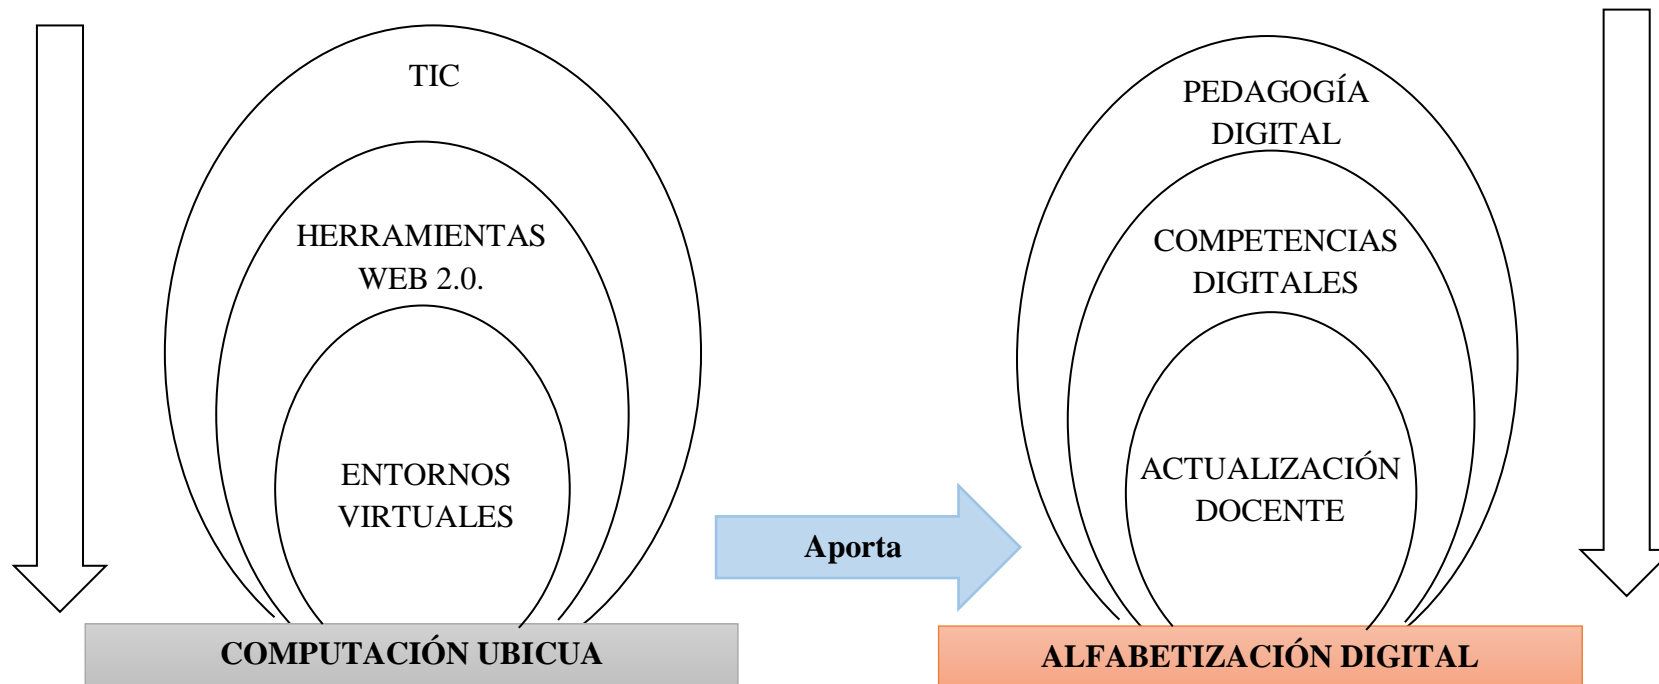 TIC
HERRAMIENTAS
WEB 2.0.
ENTORNOS
VIRTUALES
COMPUTACIÓN UBICUA
Aporta
PEDAGOGÍA
DIGITAL
COMPETENCIAS
DIGITALES
ACTUALIZACIÓN
DOCENTE
ALFABETIZACIÓN DIGITAL